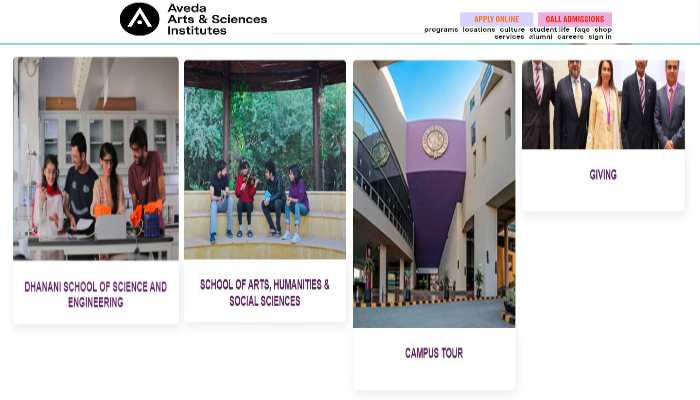 Aveda
Arts & Sciences
Institutes
APPLY ONLINE
CALL ADMISSIONS
programs locations culture student life faqs shop
services alumni careers sign in
DHANANI SCHOOL OF SCIENCE AND
ENGINEERING
SCHOOL OF ARTS, HUMANITIES &
SOCIAL SCIENCES
CAMPUS TOUR
GIVING